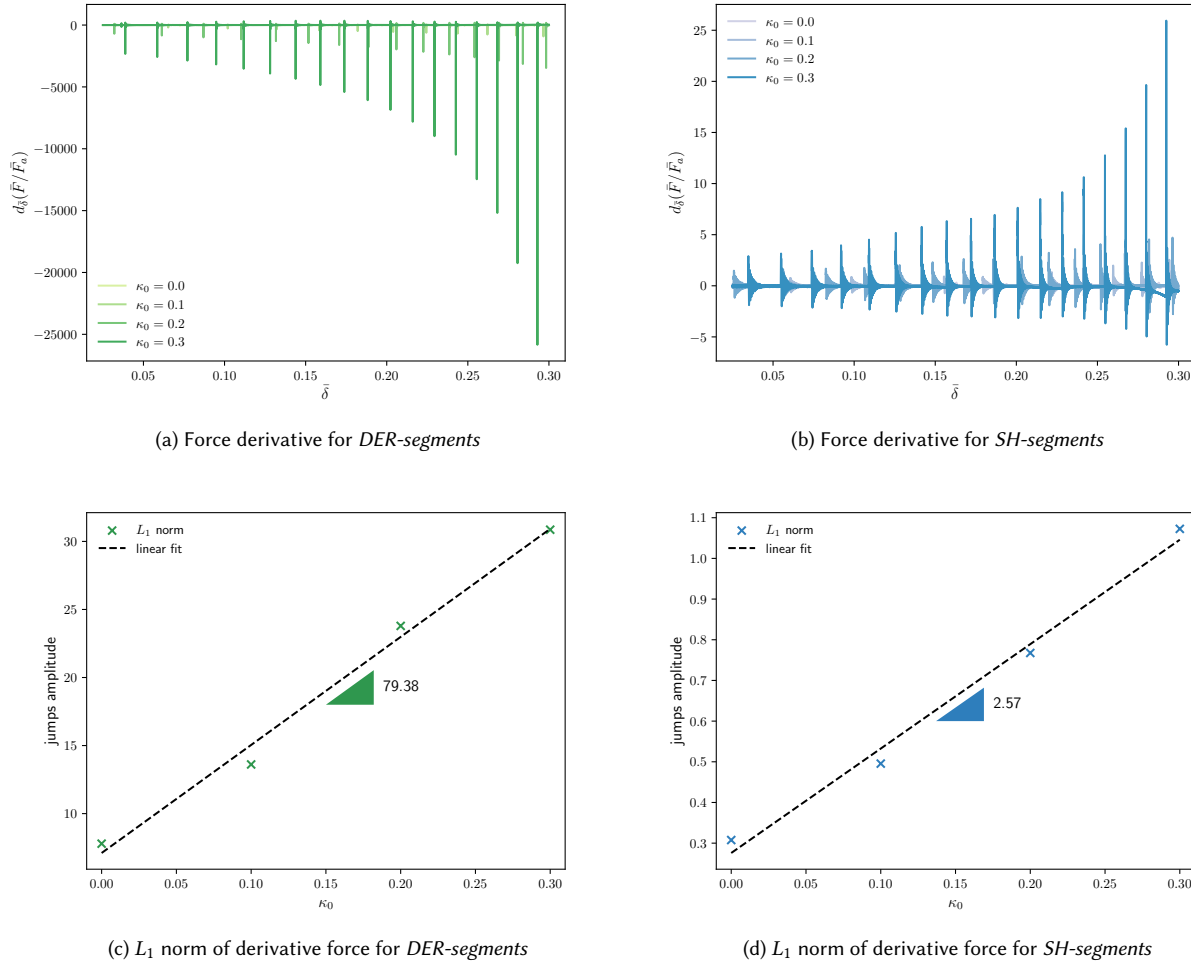 0
−5000
−10000
−15000
−20000
−25000
d_δ̄(F̄/F̄_a)
κ₀ = 0.0
κ₀ = 0.1
κ₀ = 0.2
κ₀ = 0.3
0.05 0.10 0.15 0.20 0.25 0.30
δ̄
(a) Force derivative for DER-segments
κ₀ = 0.0
κ₀ = 0.1
κ₀ = 0.2
κ₀ = 0.3
25
20
15
10
5
0
−5
d_δ̄(F̄/F̄_a)
0.05 0.10 0.15 0.20 0.25 0.30
δ̄
(b) Force derivative for SH-segments
L₁ norm
linear fit
30
25
20
15
10
jumps amplitude
79.38
0.00 0.05 0.10 0.15 0.20 0.25 0.30
κ₀
(c) L₁ norm of derivative force for DER-segments
L₁ norm
linear fit
1.1
1.0
0.9
0.8
0.7
0.6
0.5
0.4
0.3
jumps amplitude
2.57
0.00 0.05 0.10 0.15 0.20 0.25 0.30
κ₀
(d) L₁ norm of derivative force for SH-segments